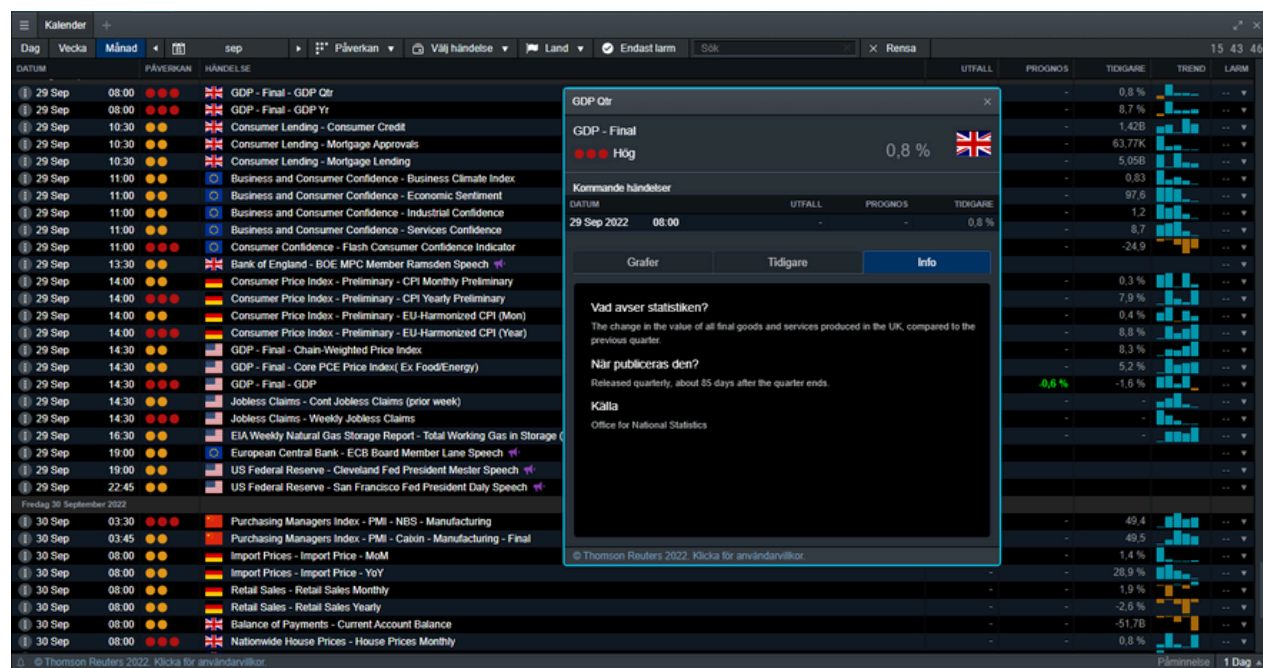 Kalender +
Dag Vecka Månad sep Påverkan Välj händelse Land Endast larm Sök Rensa 15 43 46
DATUM PÅVERKAN HÄNDELSE UTFALL PROGNOS TIDIGARE TREND LARM
29 Sep 08:00 GDP - Final - GDP Qtr - 0,8 % --
29 Sep 08:00 GDP - Final - GDP Yr - 8,7 % --
29 Sep 10:30 Consumer Lending - Consumer Credit - 1,42B --
29 Sep 10:30 Consumer Lending - Mortgage Approvals - 63,77K --
29 Sep 10:30 Consumer Lending - Mortgage Lending - 5,05B --
29 Sep 11:00 Business and Consumer Confidence - Business Climate Index - 0,83 --
29 Sep 11:00 Business and Consumer Confidence - Economic Sentiment - 97,6 --
29 Sep 11:00 Business and Consumer Confidence - Industrial Confidence - 1,2 --
29 Sep 11:00 Business and Consumer Confidence - Services Confidence - 8,7 --
29 Sep 11:00 Consumer Confidence - Flash Consumer Confidence Indicator - -24,9 --
29 Sep 13:30 Bank of England - BOE MPC Member Ramsden Speech --
29 Sep 14:00 Consumer Price Index - Preliminary - CPI Monthly Preliminary - 0,3 % --
29 Sep 14:00 Consumer Price Index - Preliminary - CPI Yearly Preliminary - 7,9 % --
29 Sep 14:00 Consumer Price Index - Preliminary - EU-Harmonized CPI (Mon) - 0,4 % --
29 Sep 14:00 Consumer Price Index - Preliminary - EU-Harmonized CPI (Year) - 8,8 % --
29 Sep 14:30 GDP - Final - Chain-Weighted Price Index - 8,3 % --
29 Sep 14:30 GDP - Final - Core PCE Price Index( Ex Food/Energy) - 5,2 % --
29 Sep 14:30 GDP - Final - GDP -0,6 % -1,6 % --
29 Sep 14:30 Jobless Claims - Cont Jobless Claims (prior week) - - --
29 Sep 14:30 Jobless Claims - Weekly Jobless Claims - - --
29 Sep 16:30 EIA Weekly Natural Gas Storage Report - Total Working Gas in Storage ( - - --
29 Sep 19:00 European Central Bank - ECB Board Member Lane Speech --
29 Sep 19:00 US Federal Reserve - Cleveland Fed President Mester Speech --
29 Sep 22:45 US Federal Reserve - San Francisco Fed President Daly Speech --
Fredag 30 September 2022
30 Sep 03:30 Purchasing Managers Index - PMI - NBS - Manufacturing - 49,4 --
30 Sep 03:45 Purchasing Managers Index - PMI - Caixin - Manufacturing - Final - 49,5 --
30 Sep 08:00 Import Prices - Import Price - MoM - 1,4 % --
30 Sep 08:00 Import Prices - Import Price - YoY - - 28,9 % --
30 Sep 08:00 Retail Sales - Retail Sales Monthly - - 1,9 % --
30 Sep 08:00 Retail Sales - Retail Sales Yearly - - -2,6 % --
30 Sep 08:00 Balance of Payments - Current Account Balance - - -51,7B --
30 Sep 08:00 Nationwide House Prices - House Prices Monthly - - 0,8 % --
© Thomson Reuters 2022. Klicka för användarvillkor. Påminnelse 1 Dag
GDP Qtr
GDP - Final
Hög 0,8 %
Kommande händelser
DATUM UTFALL PROGNOS TIDIGARE
29 Sep 2022 08:00 - - 0,8 %
Grafer Tidigare Info
Vad avser statistiken?
The change in the value of all final goods and services produced in the UK, compared to the
previous quarter.
När publiceras den?
Released quarterly, about 85 days after the quarter ends.
Källa
Office for National Statistics
© Thomson Reuters 2022. Klicka för användarvillkor.